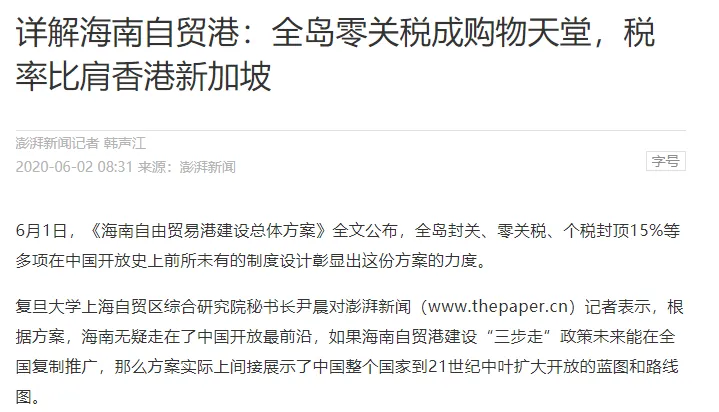 详解海南自贸港：全岛零关税成购物天堂，税
率比肩香港新加坡
澎湃新闻记者 韩声江
2020-06-02 08:31 来源：澎湃新闻
字号
6月1日，《海南自由贸易港建设总体方案》全文公布，全岛封关、零关税、个税封顶15%等
多项在中国开放史上前所未有的制度设计彰显出这份方案的力度。
复旦大学上海自贸区综合研究院秘书长尹晨对澎湃新闻（www.thepaper.cn）记者表示，根
据方案，海南无疑走在了中国开放最前沿，如果海南自贸港建设“三步走”政策未来能在全
国复制推广，那么方案实际上间接展示了中国整个国家到21世纪中叶扩大开放的蓝图和路线
图。